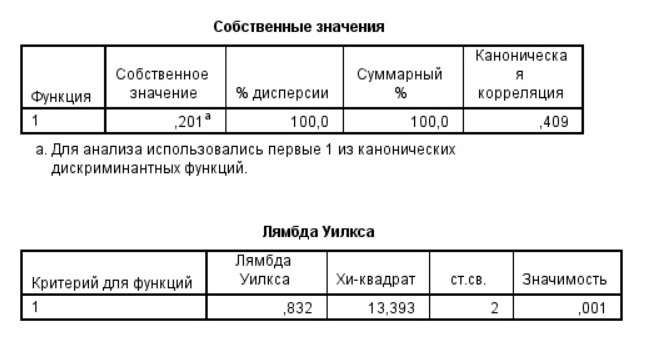 Собственные значения
Функция Собственное значение % дисперсии Суммарный % Каноническа я корреляция
1 ,201a 100,0 100,0 ,409
a. Для анализа использовались первые 1 из канонических
дискриминантных функций.
Лямбда Уилкса
Критерий для функций Лямбда Уилкса Хи-квадрат ст.св. Значимость
1 ,832 13,393 2 ,001